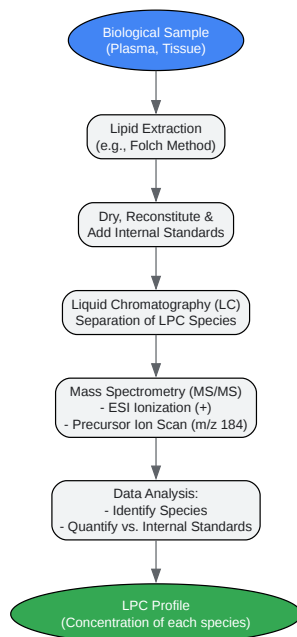 Biological Sample
(Plasma, Tissue)
Lipid Extraction
(e.g., Folch Method)
Dry, Reconstitute &
Add Internal Standards
Liquid Chromatography (LC)
Separation of LPC Species
Mass Spectrometry (MS/MS)
- ESI Ionization (+)
- Precursor Ion Scan (m/z 184)
Data Analysis:
- Identify Species
- Quantify vs. Internal Standards
LPC Profile
(Concentration of each species)